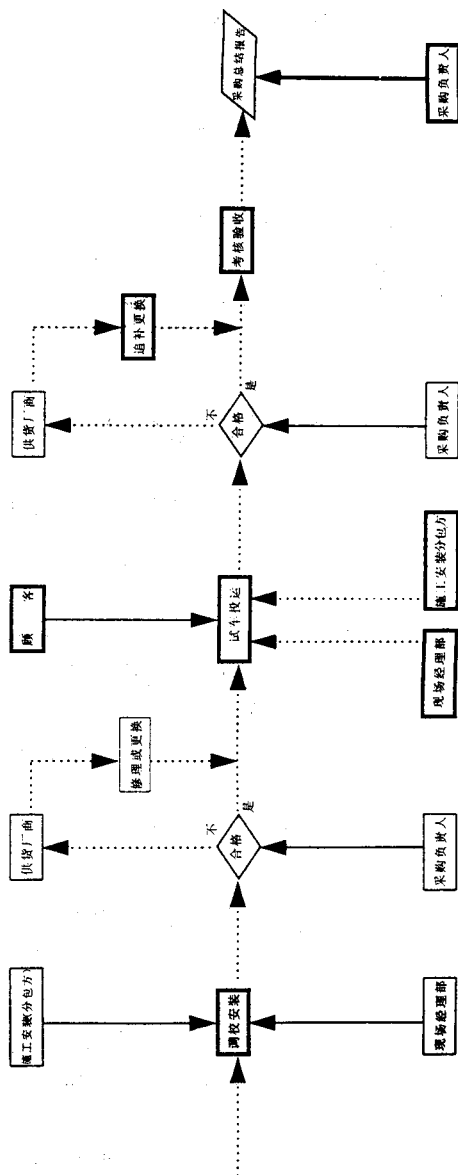 施工安装(分包方)
供货厂商
修理或更换
顾 客
供货厂商
追补更换
调校安装
不
合格
是
试车投运
不
合格
是
考核验收
采购总结报告
现场经理部
采购负责人
现场经理部
施工安装分包方
采购负责人
采购负责人